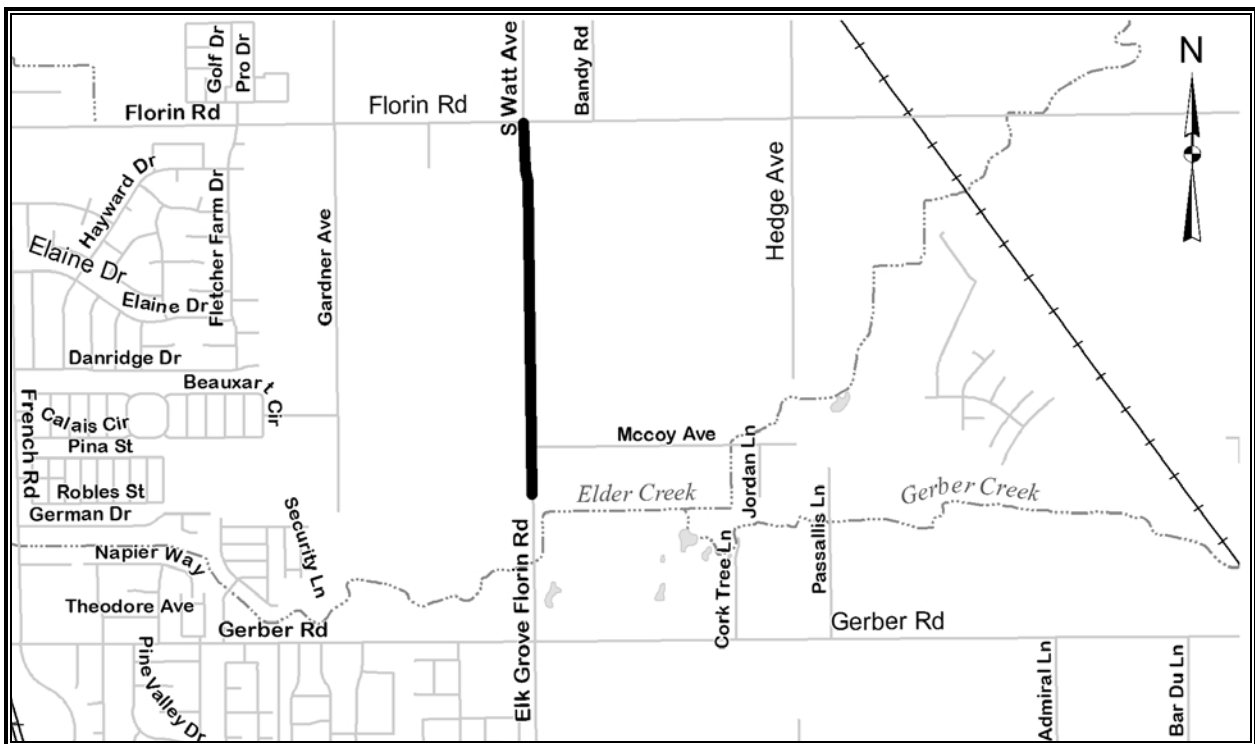 Golf Dr
Pro Dr
S Watt Ave
Bandy Rd
N
Florin Rd
Florin Rd
Hayward Dr
Fletcher Farm Dr
Gardner Ave
Hedge Ave
Elaine Dr
Elaine Dr
Danridge Dr
Beauxart Cir
French Rd
Calais Cir
Pina St
Mccoy Ave
Jordan Ln
Robles St
Elder Creek
Gerber Creek
German Dr
Security Ln
Passallis Ln
Napier Way
Cork Tree Ln
Elk Grove Florin Rd
Theodore Ave
Gerber Rd
Gerber Rd
Pine Valley Dr
Admiral Ln
Bar Du Ln